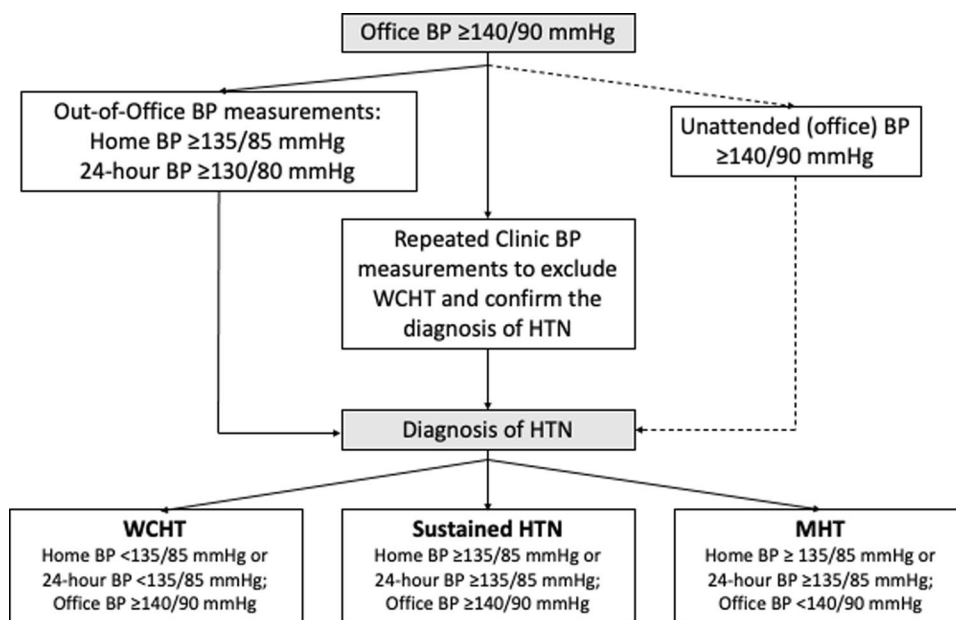 Office BP ≥140/90 mmHg
Out-of-Office BP measurements:
Home BP ≥135/85 mmHg
24-hour BP ≥130/80 mmHg
Unattended (office) BP
≥140/90 mmHg
Repeated Clinic BP
measurements to exclude
WCHT and confirm the
diagnosis of HTN
Diagnosis of HTN
WCHT
Home BP <135/85 mmHg or
24-hour BP <135/85 mmHg;
Office BP ≥140/90 mmHg
Sustained HTN
Home BP ≥135/85 mmHg or
24-hour BP ≥135/85 mmHg;
Office BP ≥140/90 mmHg
MHT
Home BP ≥ 135/85 mmHg or
24-hour BP ≥135/85 mmHg;
Office BP <140/90 mmHg